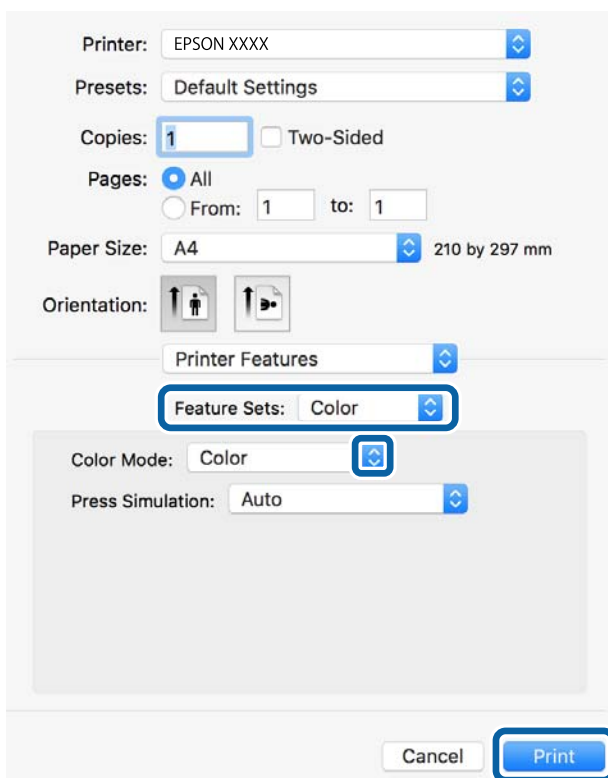 Printer: EPSON XXXX
Presets: Default Settings
Copies: 1 Two-Sided
Pages: All
From: 1 to: 1
Paper Size: A4 210 by 297 mm
Orientation:
Printer Features
Feature Sets: Color
Color Mode: Color
Press Simulation: Auto
Cancel Print